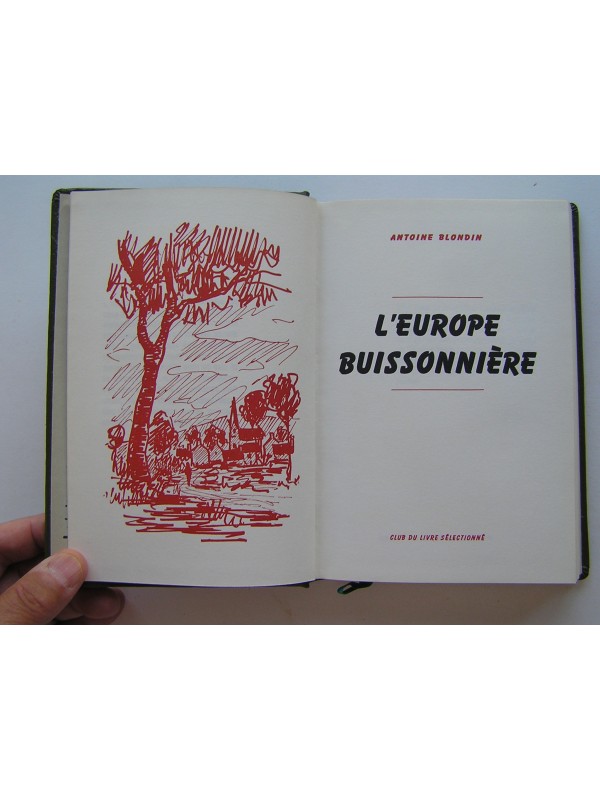 ANTOINE BLONDIN
L'EUROPE
BUISSONNIÈRE
CLUB DU LIVRE SÉLECTIONNÉ